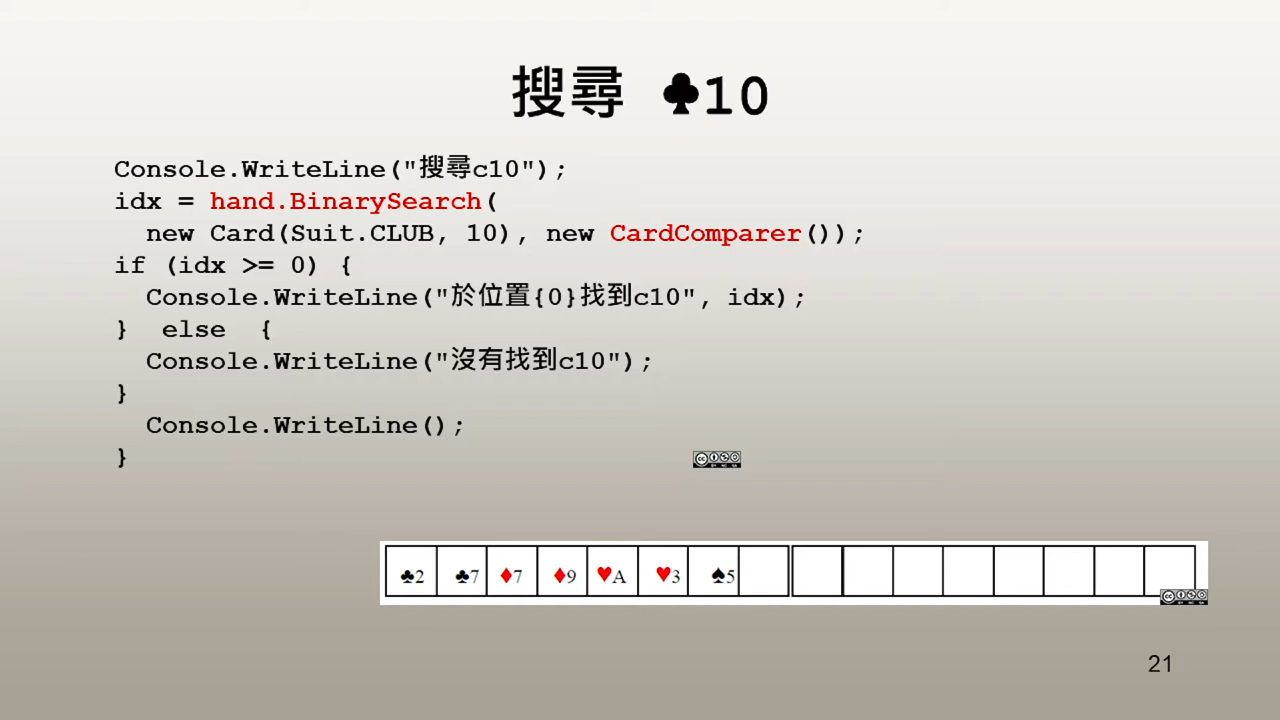 搜尋 ♣10
Console.WriteLine("搜尋c10");
idx = hand.BinarySearch(
new Card(Suit.CLUB, 10), new CardComparer());
if (idx >= 0) {
Console.WriteLine("於位置{0}找到c10", idx);
} else {
Console.WriteLine("沒有找到c10");
}
Console.WriteLine();
}
♣2 ♣7 ♦7 ♦9 ♥A ♥3 ♠5
21